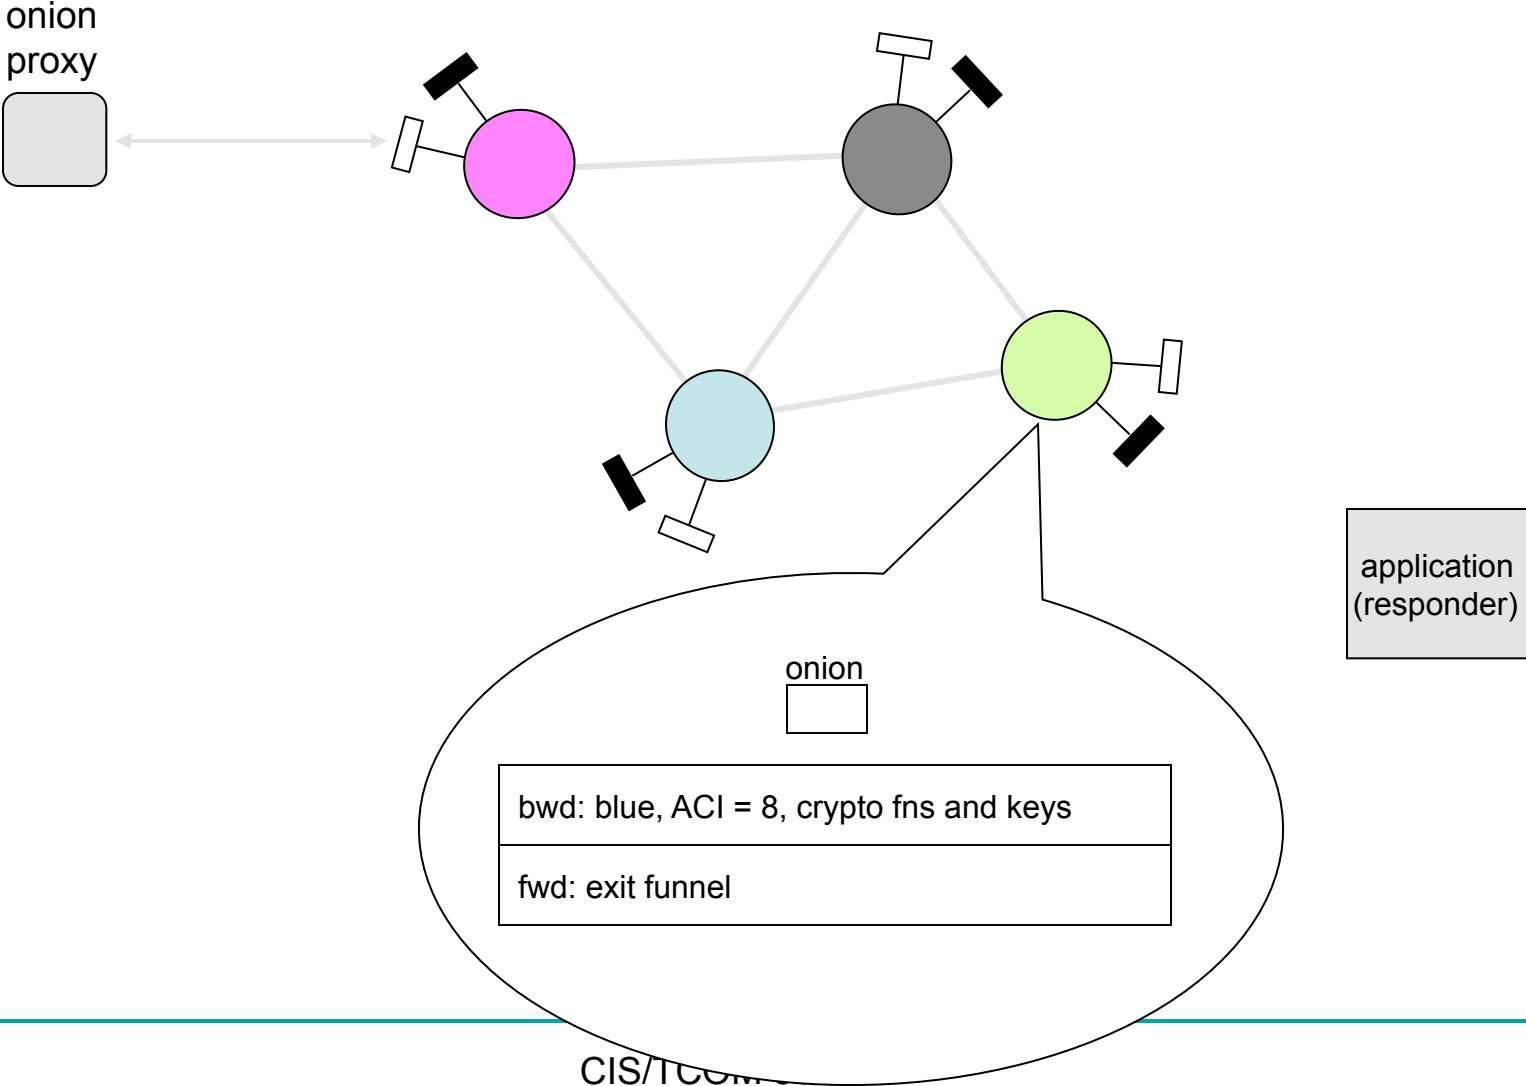 onion
proxy
application
(responder)
onion
bwd: blue, ACI = 8, crypto fns and keys
fwd: exit funnel
CIS/TCOM